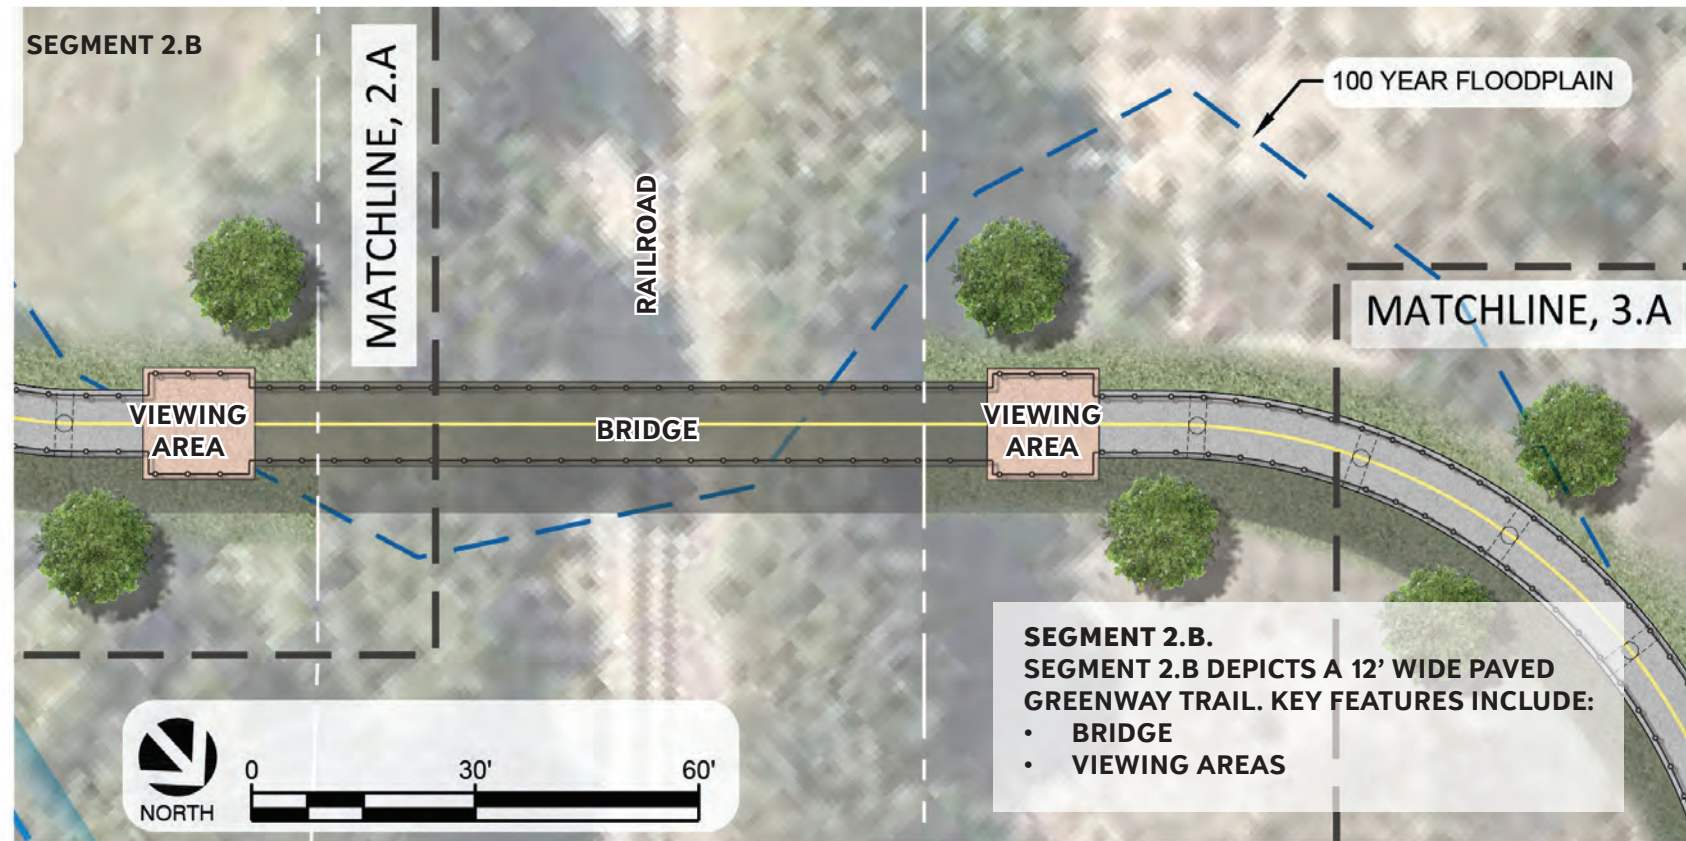 SEGMENT 2.B
MATCHLINE, 2.A
RAILROAD
100 YEAR FLOODPLAIN
MATCHLINE, 3.A
VIEWING
AREA
BRIDGE
VIEWING
AREA
SEGMENT 2.B.
SEGMENT 2.B DEPICTS A 12’ WIDE PAVED
GREENWAY TRAIL. KEY FEATURES INCLUDE:
• BRIDGE
• VIEWING AREAS
NORTH
0 30' 60'